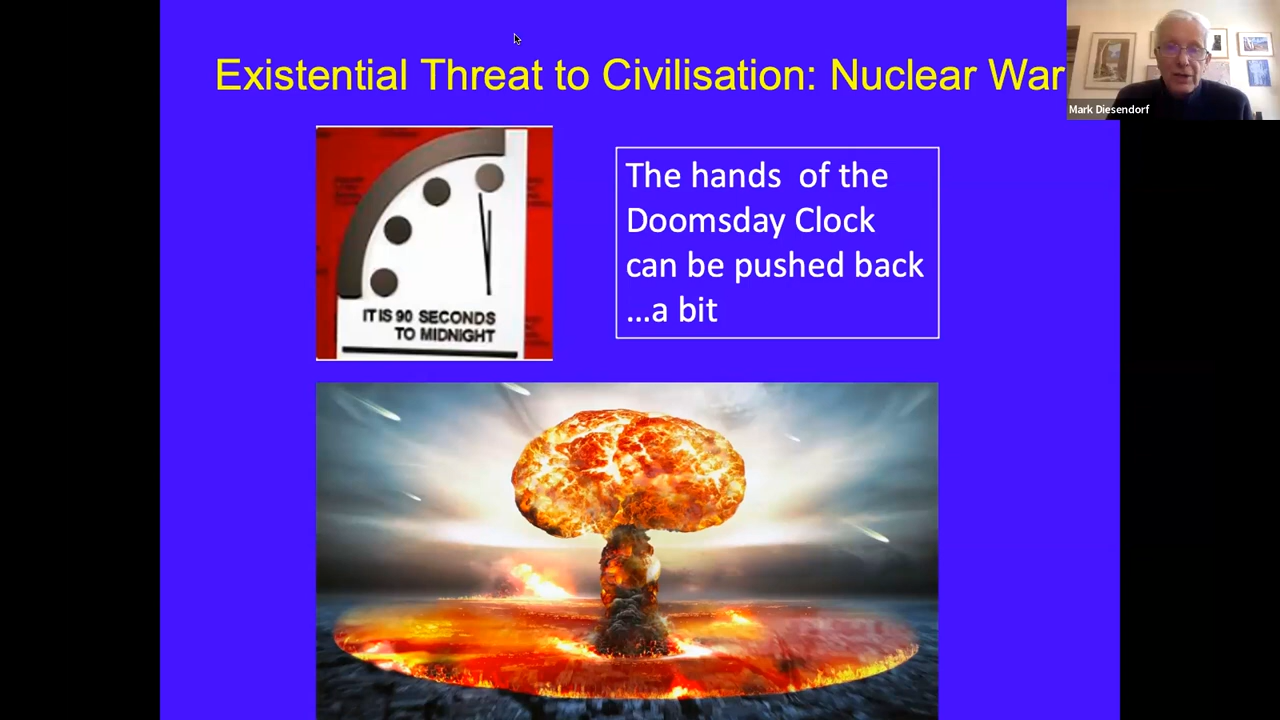 Existential Threat to Civilisation: Nuclear War
Mark Diesendorf
The hands of the
Doomsday Clock
can be pushed back
...a bit
IT IS 90 SECONDS
TO MIDNIGHT